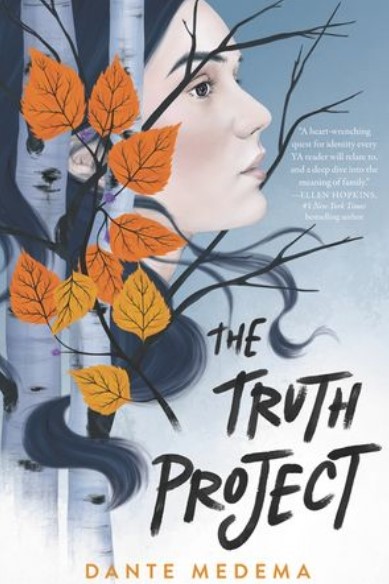 "A heart-wrenching
quest for identity every
YA reader will relate to,
and a deep dive into the
meaning of family."
—ELLEN HOPKINS,
#1 New York Times
bestselling author
THE
TRUTH
PROJECT
DANTE MEDEMA